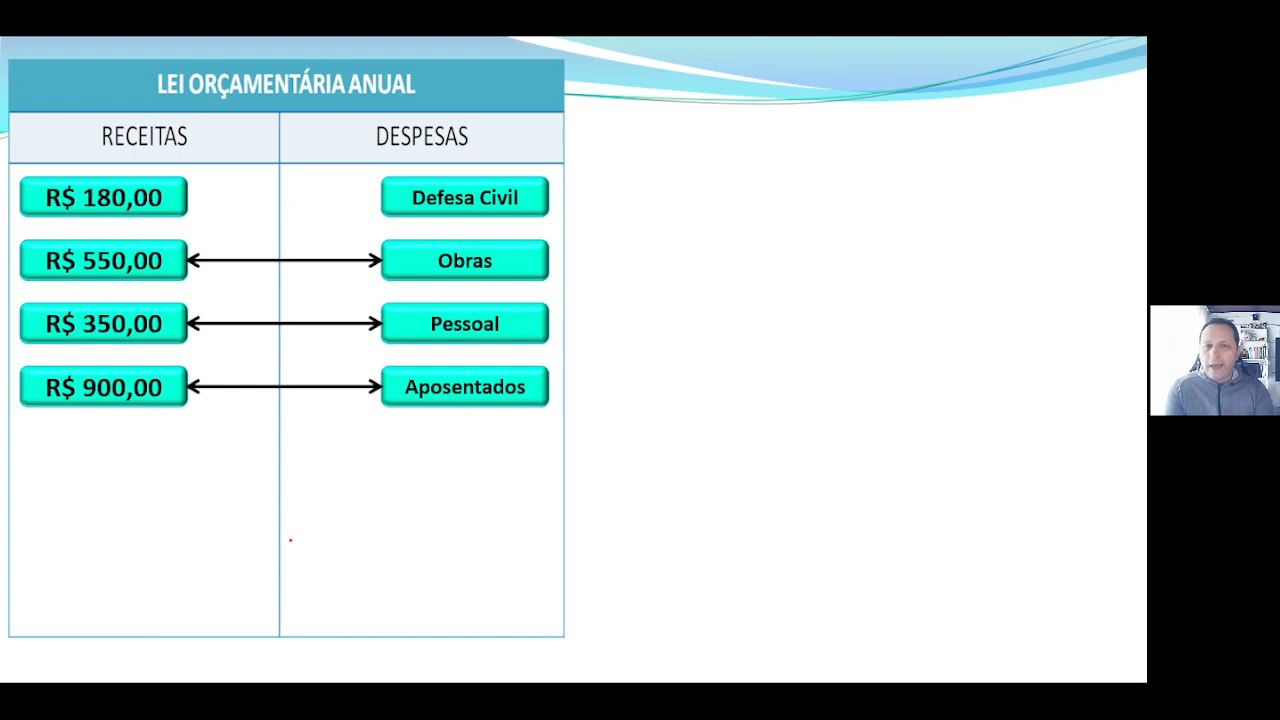 LEI ORÇAMENTÁRIA ANUAL
RECEITAS DESPESAS
R$ 180,00 Defesa Civil
R$ 550,00 Obras
R$ 350,00 Pessoal
R$ 900,00 Aposentados